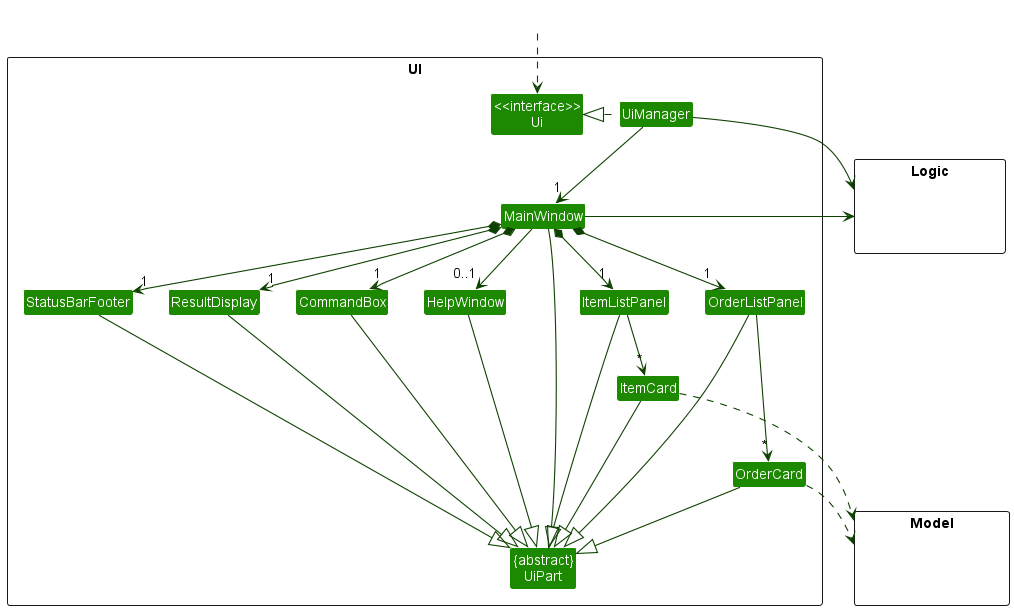 UI
<<interface>>
Ui
UiManager
Logic
1
MainWindow
1
1
1
0..1
1
1
StatusBarFooter
ResultDisplay
CommandBox
HelpWindow
ItemListPanel
OrderListPanel
*
ItemCard
*
OrderCard
Model
{abstract}
UiPart